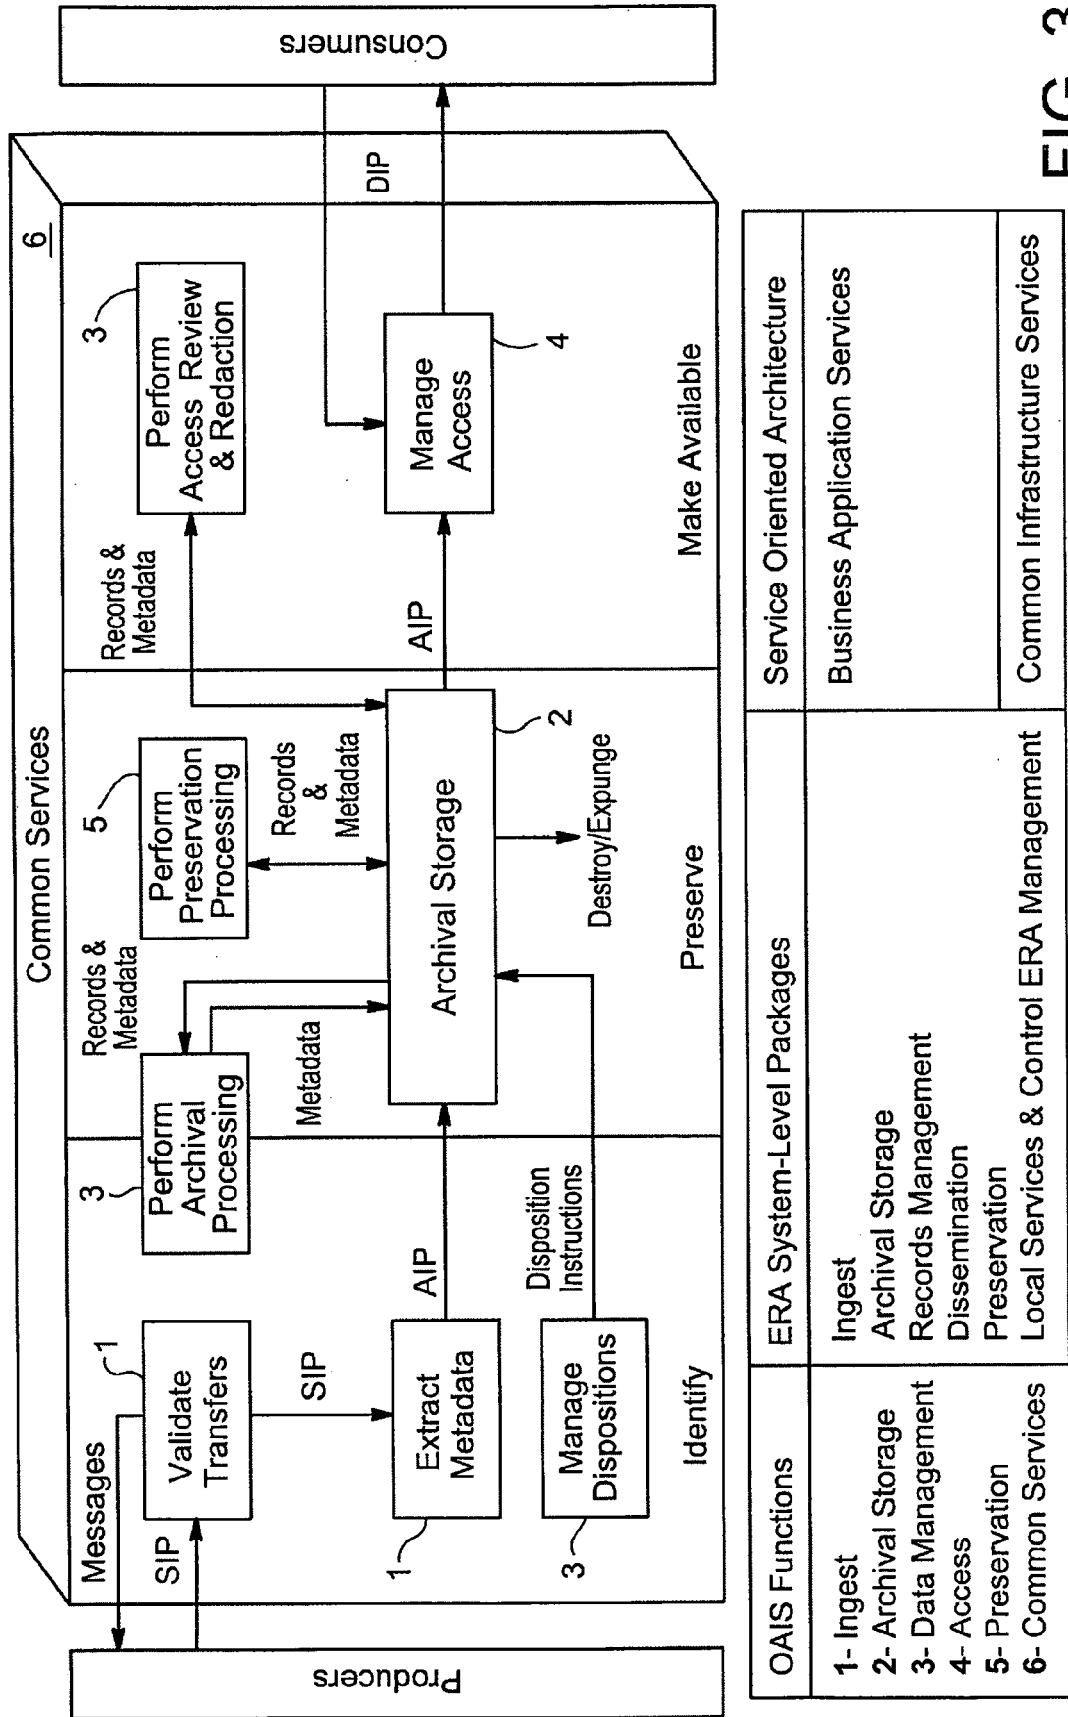 Common Services
6
Producers
Messages
SIP
1
Validate
Transfers
SIP
1
Extract
Metadata
AIP
3
Manage
Dispositions
Disposition
Instructions
Identify
3
Perform
Archival
Processing
Records &
Metadata
Metadata
5
Perform
Preservation
Processing
Records
&
Metadata
Archival Storage
2
Destroy/Expunge
Preserve
Records &
Metadata
3
Perform
Access Review
& Redaction
AIP
Manage
Access
4
DIP
Make Available
Consumers
OAIS Functions
1- Ingest
2- Archival Storage
3- Data Management
4- Access
5- Preservation
6- Common Services
ERA System-Level Packages
Ingest
Archival Storage
Records Management
Dissemination
Preservation
Local Services & Control ERA Management
Service Oriented Architecture
Business Application Services
Common Infrastructure Services
FIG. 3